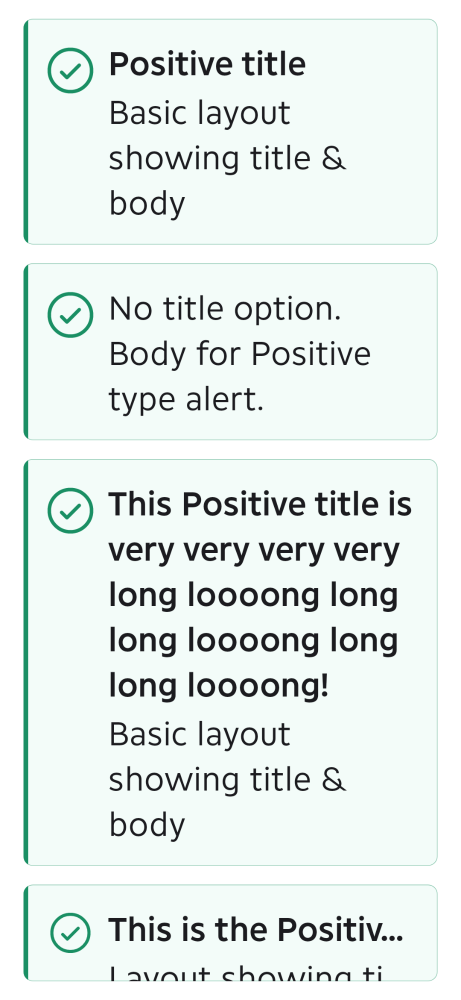 Positive title
Basic layout
showing title &
body
No title option.
Body for Positive
type alert.
This Positive title is
very very very very
long loooong long
long loooong long
long loooong!
Basic layout
showing title &
body
This is the Positiv...
Layout showing ti